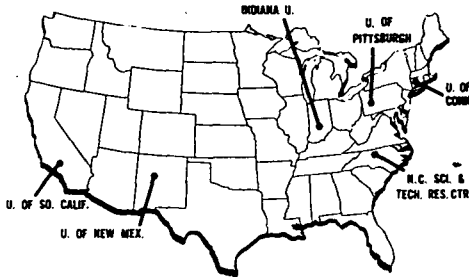 INDIANA U.
U. OF
PITTSBURGH
U. OF
CONN
N.C. SCI. &
TECH. RES. CTR
U. OF SO. CALIF.
U. OF NEW MEX.